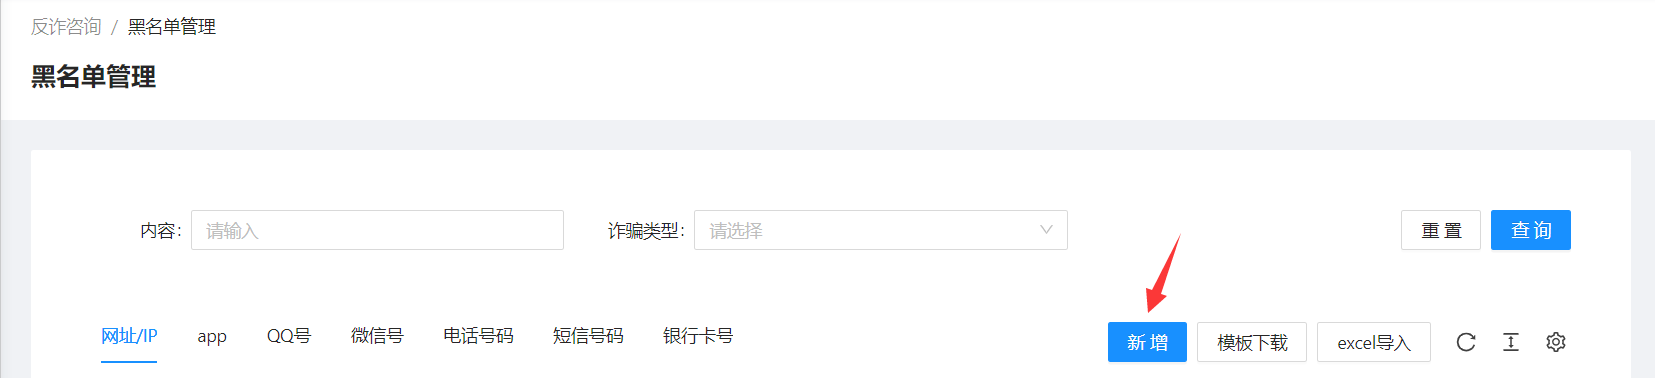 反诈咨询 / 黑名单管理
黑名单管理
内容: 请输入 诈骗类型: 请选择 重 置 查 询
网址/IP app QQ号 微信号 电话号码 短信号码 银行卡号 新 增 模板下载 excel导入